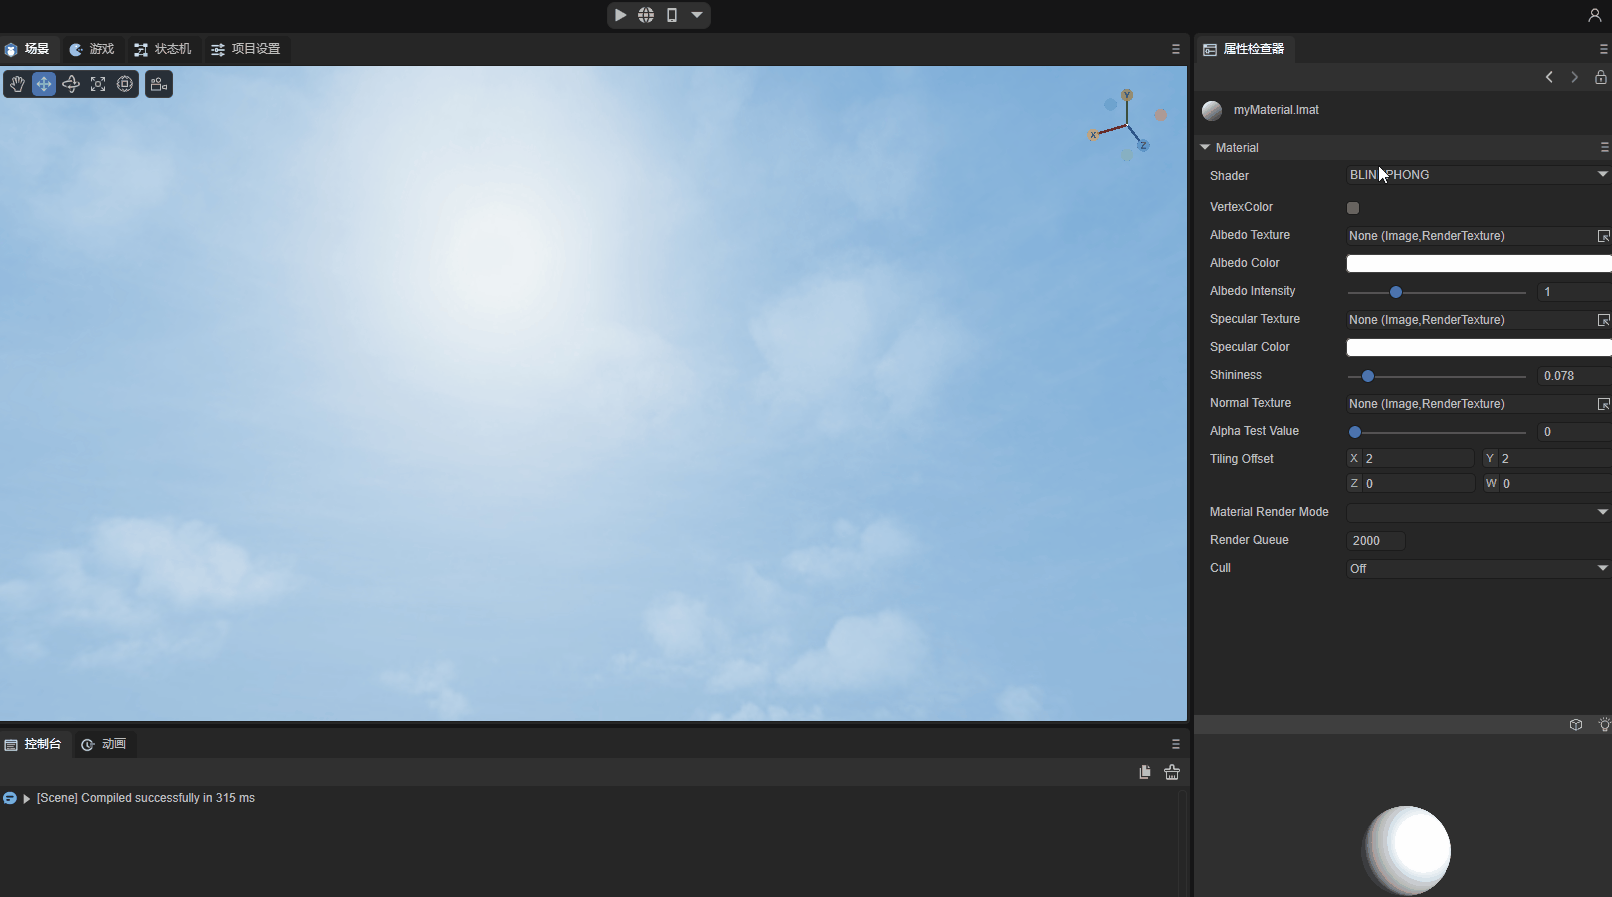 场景 游戏 状态机 项目设置
属性检查器
Y
X
Z
myMaterial.lmat
Material
Shader BLIN PHONG
VertexColor
Albedo Texture None (Image,RenderTexture)
Albedo Color
Albedo Intensity 1
Specular Texture None (Image,RenderTexture)
Specular Color
Shininess 0.078
Normal Texture None (Image,RenderTexture)
Alpha Test Value 0
Tiling Offset X 2 Y 2
Z 0 W 0
Material Render Mode
Render Queue 2000
Cull Off
控制台 动画
[Scene] Compiled successfully in 315 ms